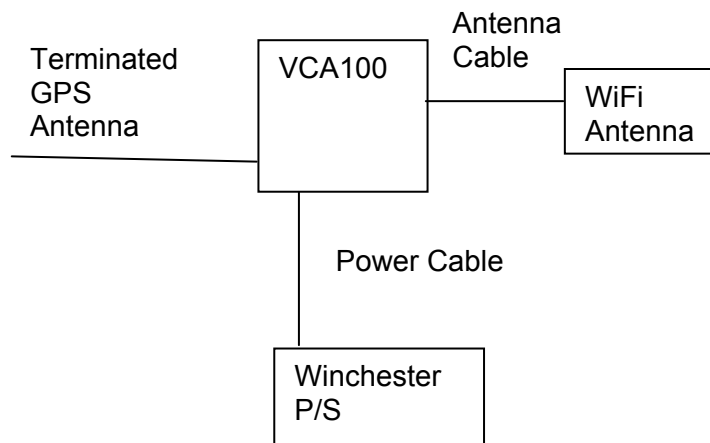 Terminated
GPS
Antenna
VCA100
Antenna
Cable
WiFi
Antenna
Power Cable
Winchester
P/S